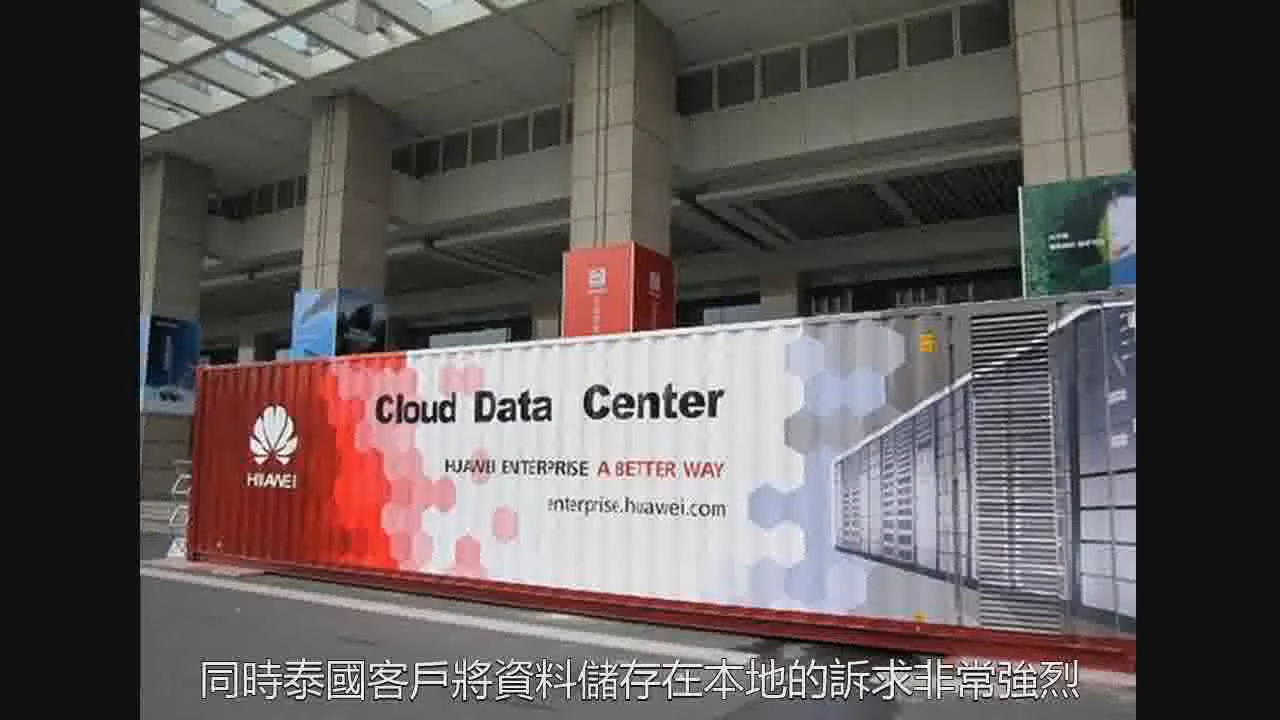 Cloud Data Center
HUAWEI ENTERPRISE A BETTER WAY
HUAWEI
enterprise.huawei.com
同時泰國客戶將資料儲存在本地的訴求非常強烈